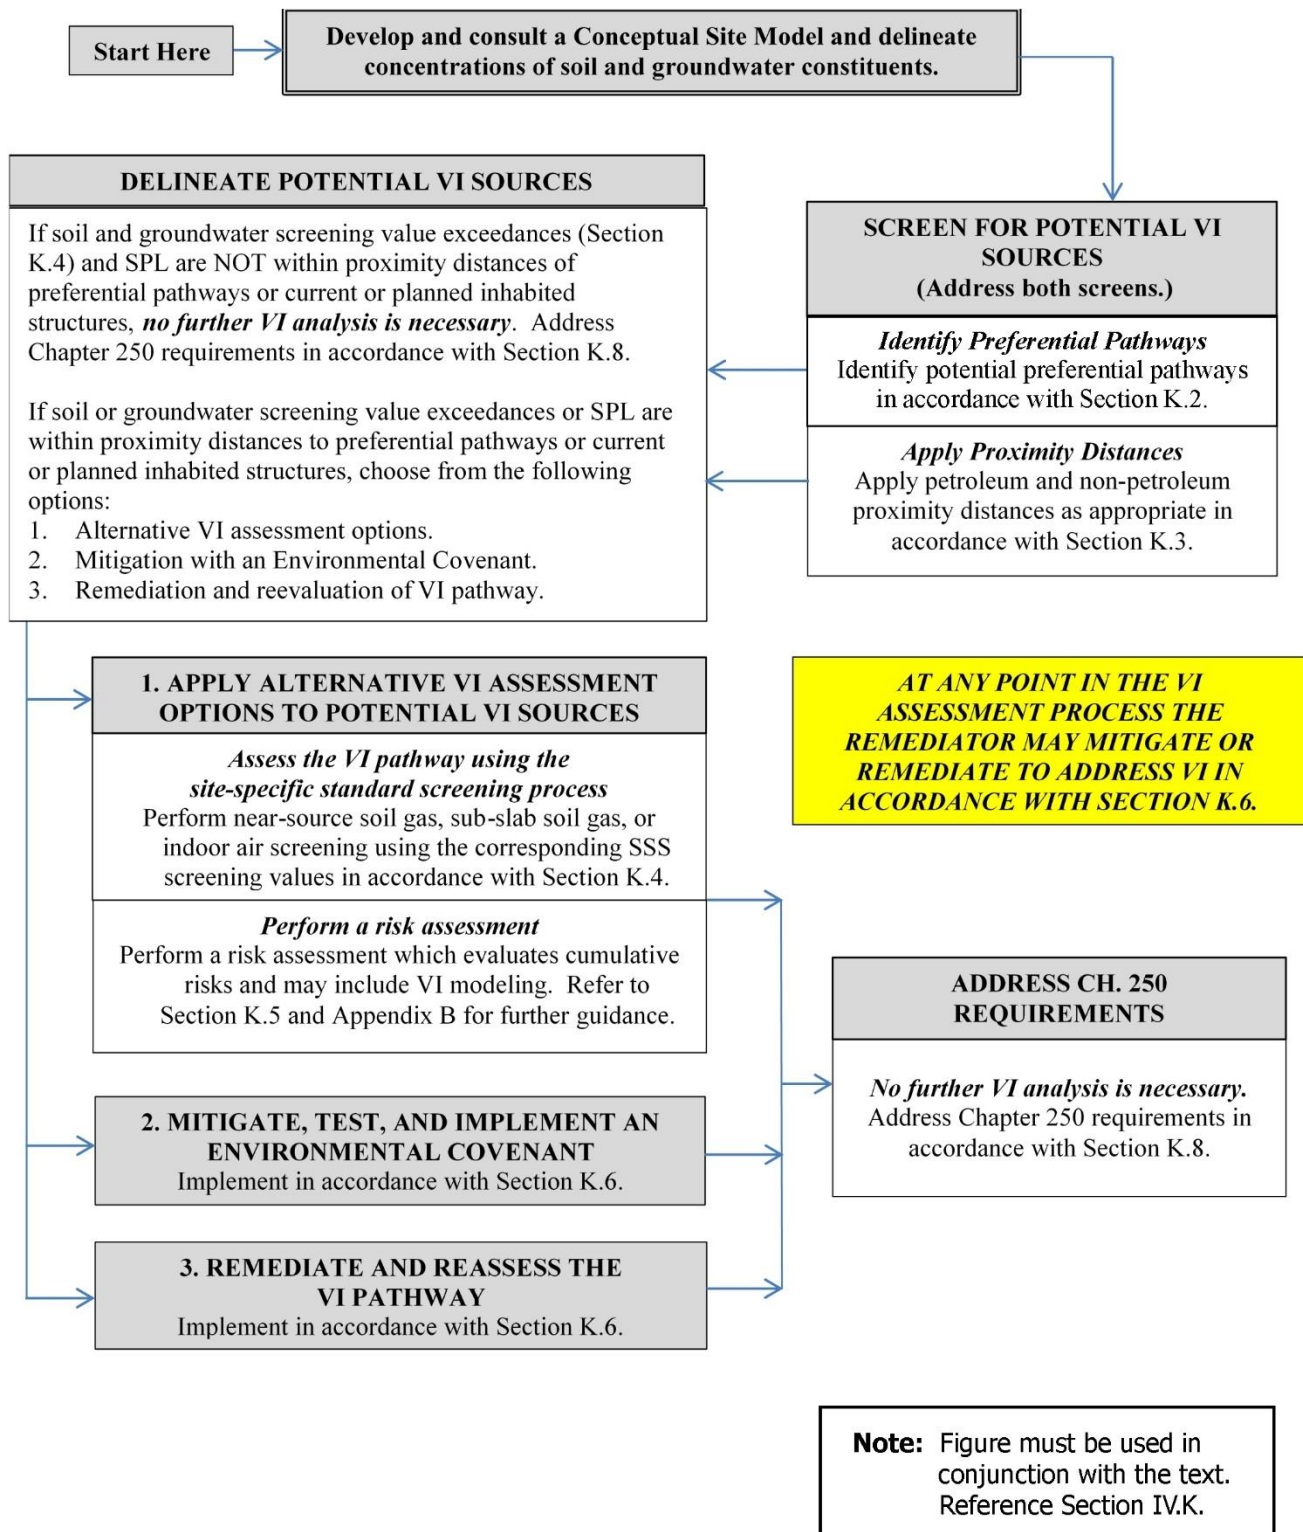 Start Here
Develop and consult a Conceptual Site Model and delineate
concentrations of soil and groundwater constituents.
SCREEN FOR POTENTIAL VI
SOURCES
(Address both screens.)
Identify Preferential Pathways
Identify potential preferential pathways
in accordance with Section K.2.
Apply Proximity Distances
Apply petroleum and non-petroleum
proximity distances as appropriate in
accordance with Section K.3.
DELINEATE POTENTIAL VI SOURCES
If soil and groundwater screening value exceedances (Section
K.4) and SPL are NOT within proximity distances of
preferential pathways or current or planned inhabited
structures, no further VI analysis is necessary. Address
Chapter 250 requirements in accordance with Section K.8.
If soil or groundwater screening value exceedances or SPL are
within proximity distances to preferential pathways or current
or planned inhabited structures, choose from the following
options:
1. Alternative VI assessment options.
2. Mitigation with an Environmental Covenant.
3. Remediation and reevaluation of VI pathway.
1. APPLY ALTERNATIVE VI ASSESSMENT
OPTIONS TO POTENTIAL VI SOURCES
Assess the VI pathway using the
site-specific standard screening process
Perform near-source soil gas, sub-slab soil gas, or
indoor air screening using the corresponding SSS
screening values in accordance with Section K.4.
Perform a risk assessment
Perform a risk assessment which evaluates cumulative
risks and may include VI modeling. Refer to
Section K.5 and Appendix B for further guidance.
2. MITIGATE, TEST, AND IMPLEMENT AN
ENVIRONMENTAL COVENANT
Implement in accordance with Section K.6.
3. REMEDIATE AND REASSESS THE
VI PATHWAY
Implement in accordance with Section K.6.
AT ANY POINT IN THE VI
ASSESSMENT PROCESS THE
REMEDIATOR MAY MITIGATE OR
REMEDIATE TO ADDRESS VI IN
ACCORDANCE WITH SECTION K.6.
ADDRESS CH. 250
REQUIREMENTS
No further VI analysis is necessary.
Address Chapter 250 requirements in
accordance with Section K.8.
Note: Figure must be used in
conjunction with the text.
Reference Section IV.K.